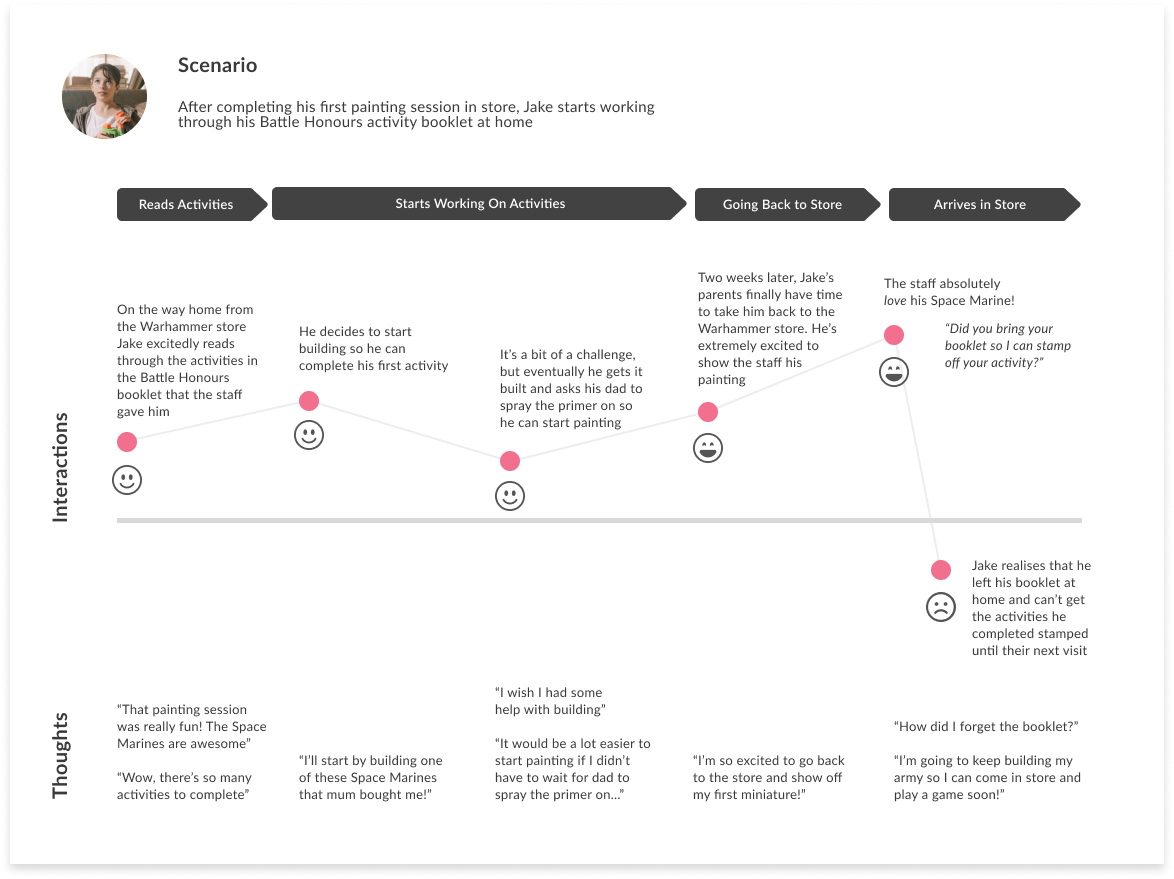 Scenario
After completing his first painting session in store, Jake starts working
through his Battle Honours activity booklet at home
Reads Activities
Starts Working On Activities
Going Back to Store
Arrives in Store
Interactions
On the way home from
the Warhammer store
Jake excitedly reads
through the activities in
the Battle Honours
booklet that the staff
gave him
He decides to start
building so he can
complete his first activity
It’s a bit of a challenge,
but eventually he gets it
built and asks his dad to
spray the primer on so
he can start painting
Two weeks later, Jake’s
parents finally have time
to take him back to the
Warhammer store. He’s
extremely excited to
show the staff his
painting
The staff absolutely
love his Space Marine!
“Did you bring your
booklet so I can stamp
off your activity?”
Jake realises that he
left his booklet at
home and can’t get
the activities he
completed stamped
until their next visit
Thoughts
“That painting session
was really fun! The Space
Marines are awesome”
“Wow, there’s so many
activities to complete”
“I’ll start by building one
of these Space Marines
that mum bought me!”
“I wish I had some
help with building”
“It would be a lot easier to
start painting if I didn’t
have to wait for dad to
spray the primer on...”
“I’m so excited to go back
to the store and show off
my first miniature!”
“How did I forget the booklet?”
“I’m going to keep building my
army so I can come in store and
play a game soon!”